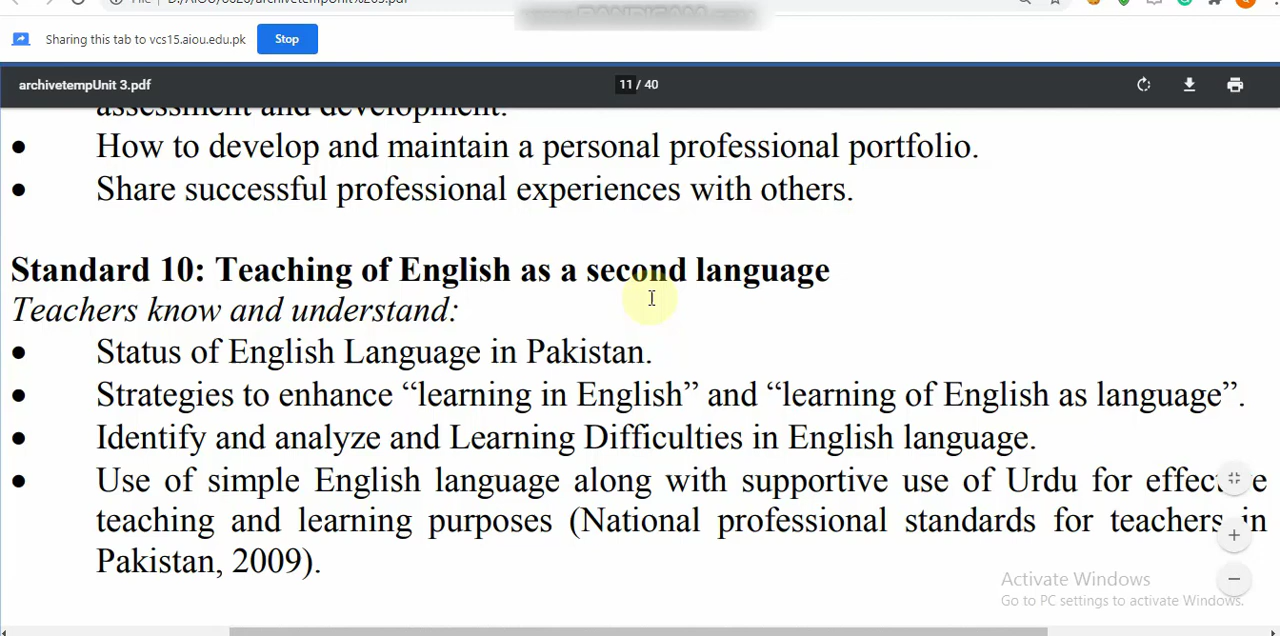 Sharing this tab to vcs15.aiou.edu.pk Stop
archivetempUnit 3.pdf 11 / 40
assessment and development.
• How to develop and maintain a personal professional portfolio.
• Share successful professional experiences with others.
Standard 10: Teaching of English as a second language
Teachers know and understand:
• Status of English Language in Pakistan.
• Strategies to enhance “learning in English” and “learning of English as language”.
• Identify and analyze and Learning Difficulties in English language.
• Use of simple English language along with supportive use of Urdu for effective
teaching and learning purposes (National professional standards for teachers in
Pakistan, 2009).
Activate Windows
Go to PC settings to activate Windows.